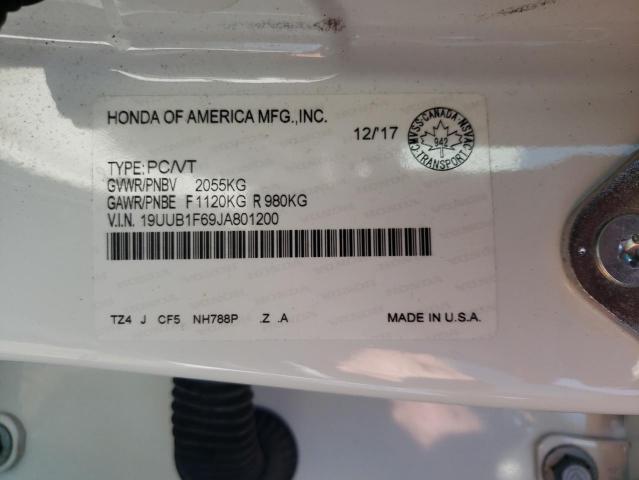 HONDA OF AMERICA MFG.,INC.
12/'17
CMVSS·CANADA·NSVAC
942
TRANSPORT
TYPE: PC/VT
GVWR/PNBV 2055KG
GAWR/PNBE F 1120KG R 980KG
V.I.N. 19UUB1F69JA801200
TZ4 J CF5 NH788P .Z .A
MADE IN U.S.A.